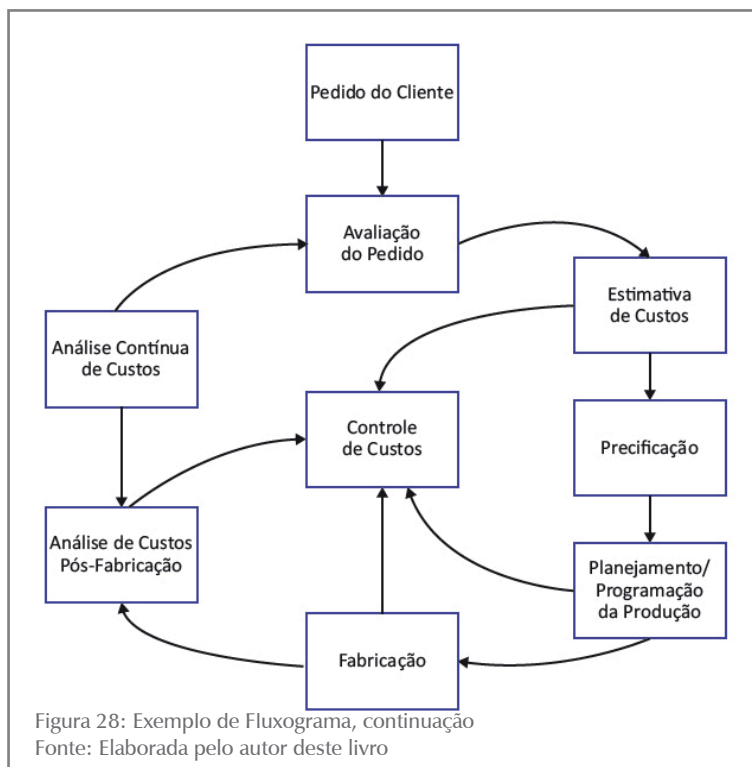 Pedido do Cliente
Avaliação
do Pedido
Estimativa
de Custos
Análise Contínua
de Custos
Controle
de Custos
Precificação
Análise de Custos
Pós-Fabricação
Planejamento/
Programação
da Produção
Fabricação
Figura 28: Exemplo de Fluxograma, continuação
Fonte: Elaborada pelo autor deste livro